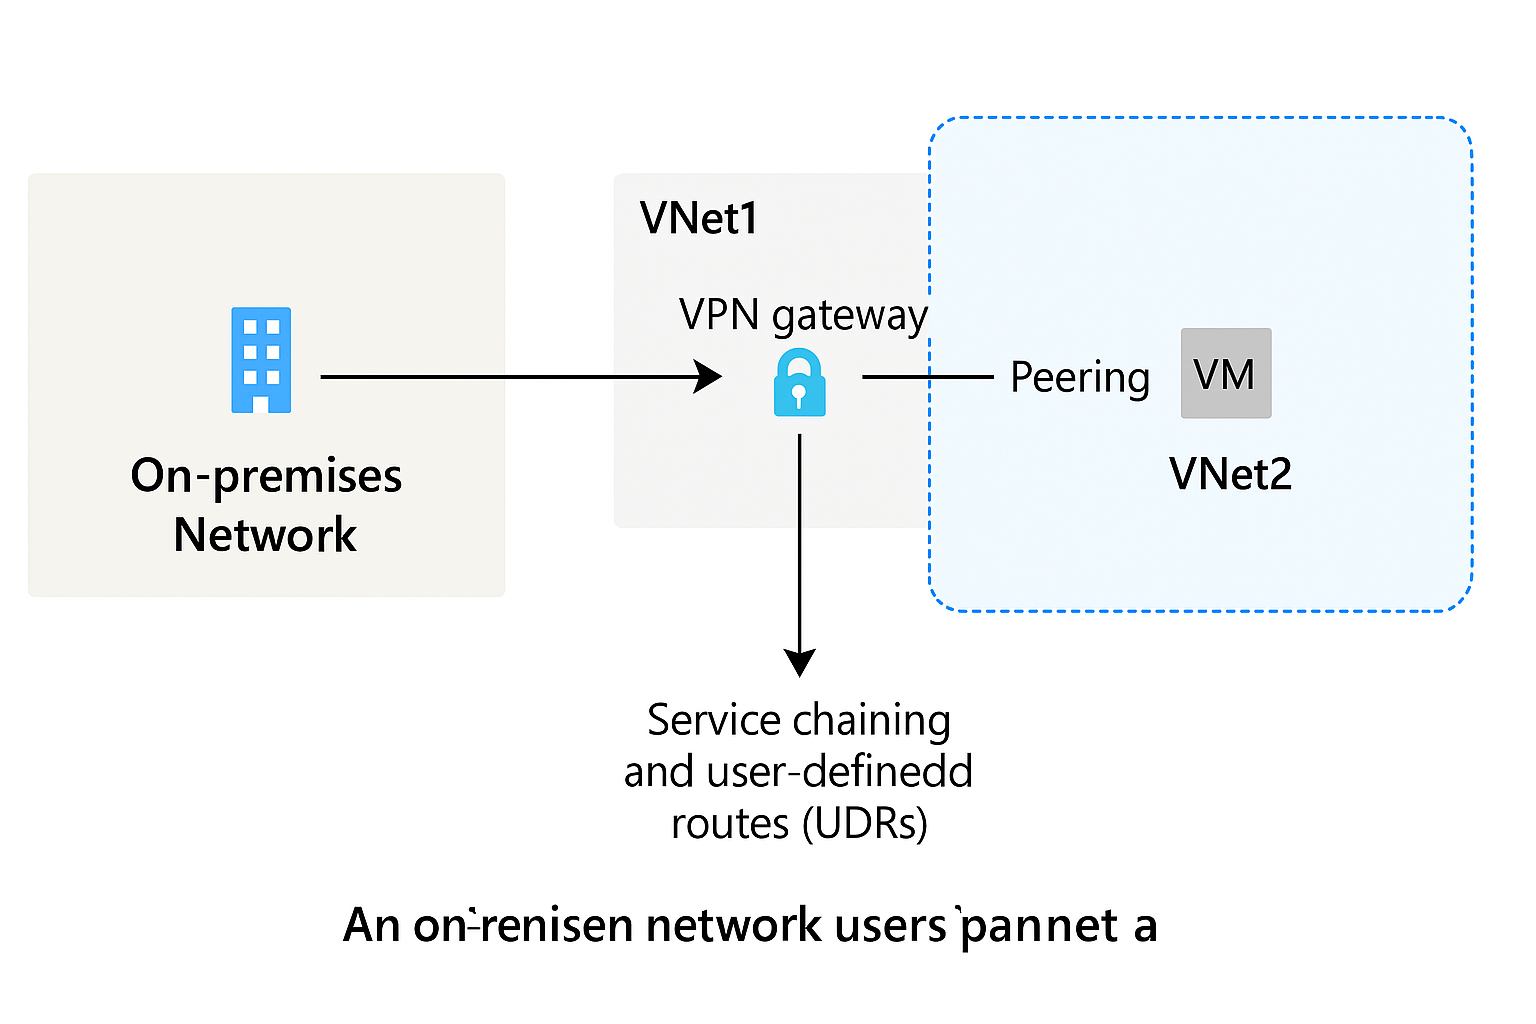 VNet1
VPN gateway
Peering
VM
On-premises
Network
VNet2
Service chaining
and user-definedd
routes (UDRs)
An on-renisen network users pannet a